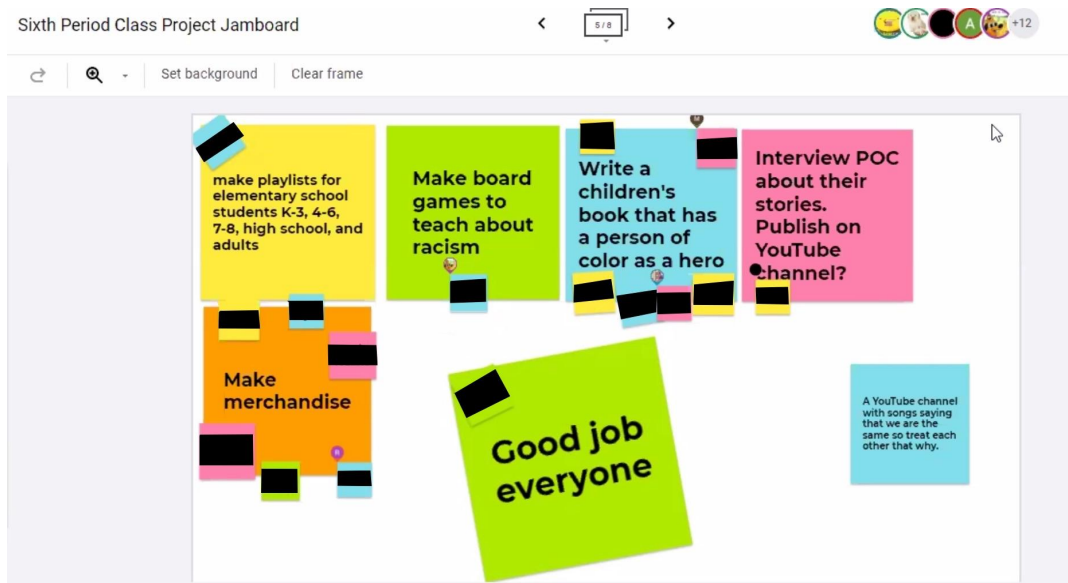 Sixth Period Class Project Jamboard
5 / 8
A
+12
Set background
Clear frame
make playlists for
elementary school
students K-3, 4-6,
7-8, high school, and
adults
Make board
games to
teach about
racism
M
Write a
children's
book that has
a person of
color as a hero
Interview POC
about their
stories.
Publish on
YouTube
channel?
Make
merchandise
R
Good job
everyone
A YouTube channel
with songs saying
that we are the
same so treat each
other that why.